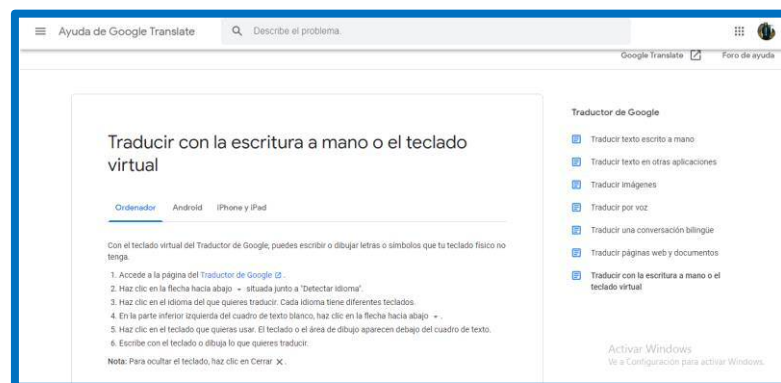 Ayuda de Google Translate
Describe el problema.
Google Translate
Foro de ayuda
Traducir con la escritura a mano o el teclado
virtual
Ordenador Android iPhone y iPad
Con el teclado virtual del Traductor de Google, puedes escribir o dibujar letras o símbolos que tu teclado físico no
tenga.
1. Accede a la página del Traductor de Google.
2. Haz clic en la flecha hacia abajo situada junto a "Detectar idioma".
3. Haz clic en el idioma del que quieres traducir. Cada idioma tiene diferentes teclados.
4. En la parte inferior izquierda del cuadro de texto blanco, haz clic en la flecha hacia abajo.
5. Haz clic en el teclado que quieres usar. El teclado o el área de dibujo aparecen debajo del cuadro de texto.
6. Escribe con el teclado o dibuja lo que quieres traducir.
Nota: Para ocultar el teclado, haz clic en Cerrar.
Traductor de Google
Traducir texto escrito a mano
Traducir texto en otras aplicaciones
Traducir imágenes
Traducir por voz
Traducir una conversación bilingüe
Traducir páginas web y documentos
Traducir con la escritura a mano o el
teclado virtual
Activar Windows
Ve a Configuración para activar Windows.